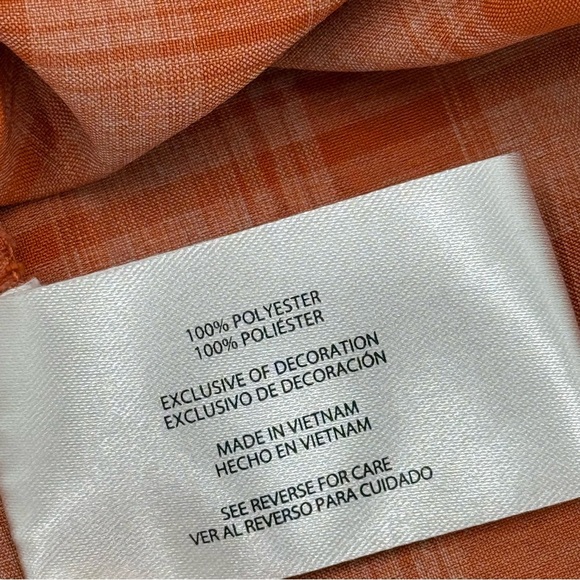 100% POLYESTER
100% POLIÉSTER
EXCLUSIVE OF DECORATION
EXCLUSIVO DE DECORACIÓN
MADE IN VIETNAM
HECHO EN VIETNAM
SEE REVERSE FOR CARE
VER AL REVERSO PARA CUIDADO